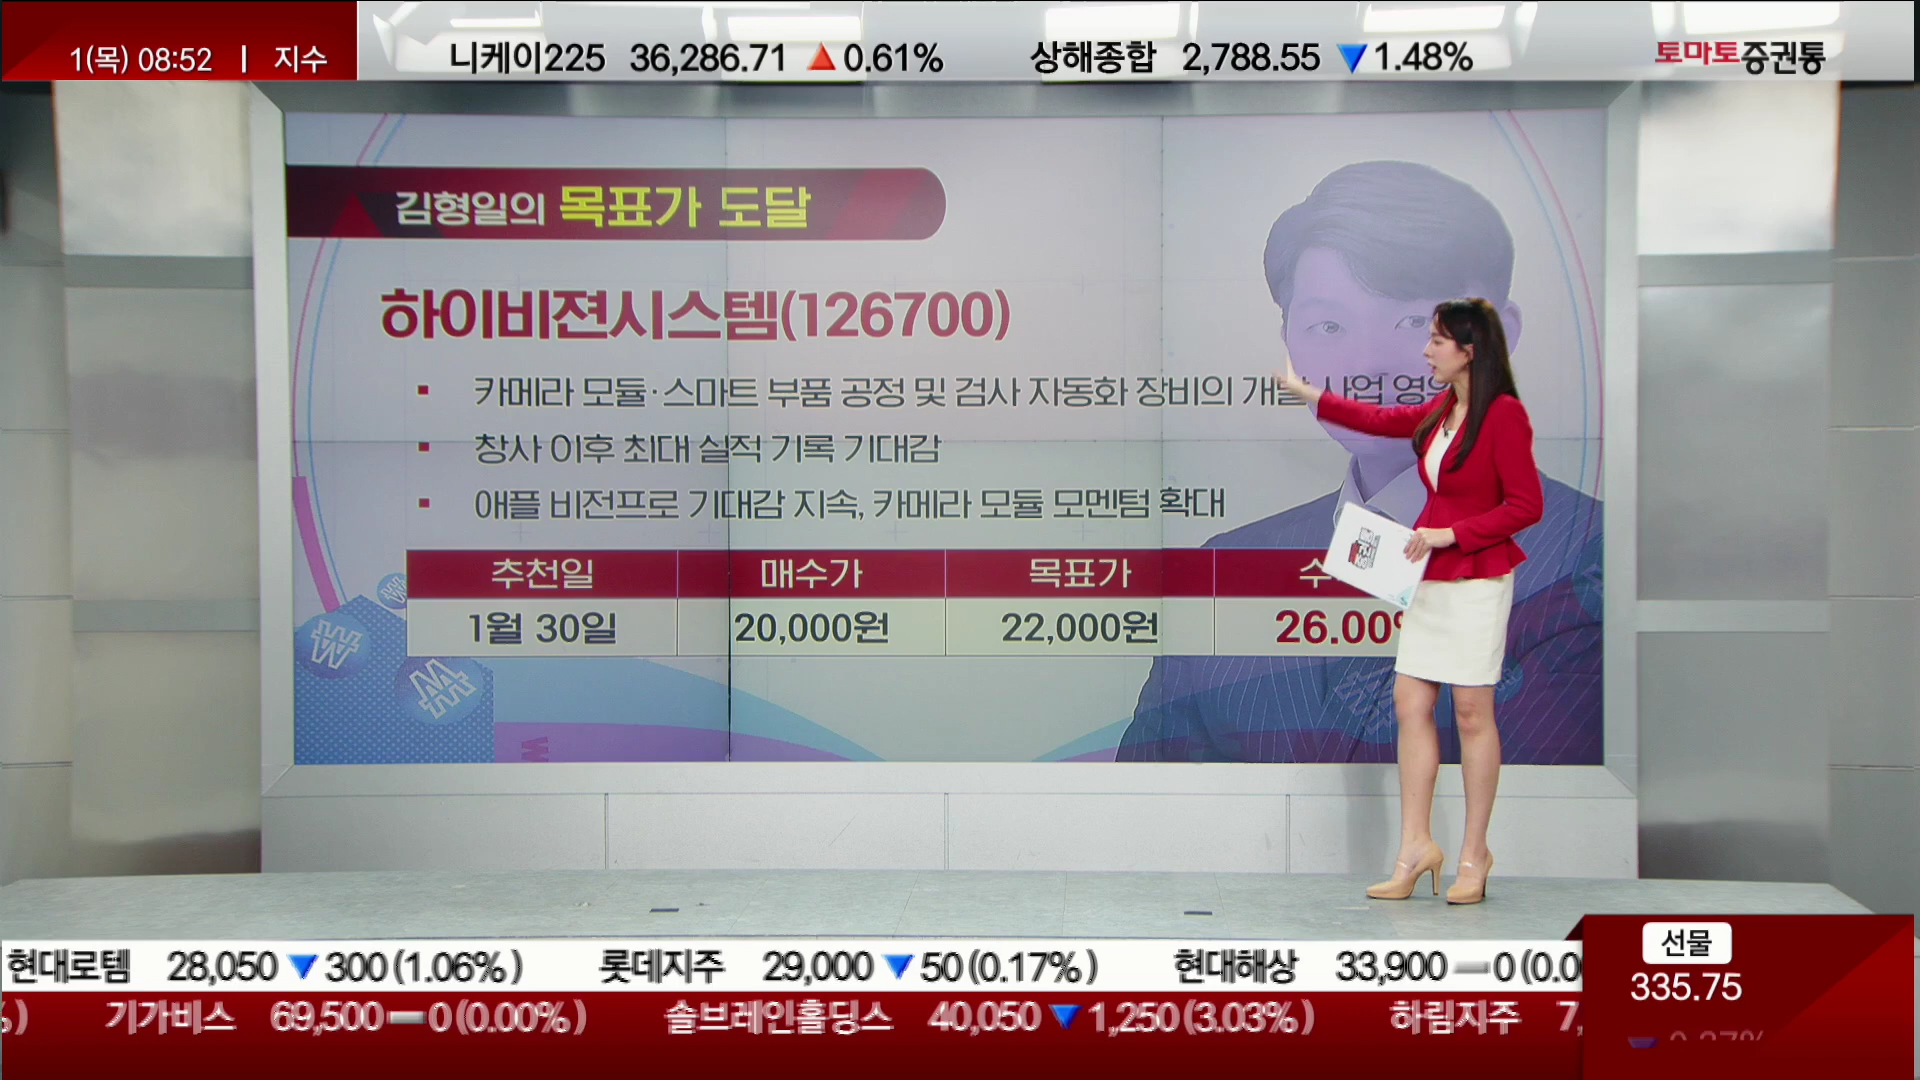 1(목) 08:52 | 지수 니케이225 36,286.71 ▲ 0.61% 상해종합 2,788.55 ▼ 1.48% 토마토증권통
김형일의 목표가 도달
하이비젼시스템(126700)
▪ 카메라 모듈·스마트 부품 공정 및 검사 자동화 장비의 개발 사업
▪ 창사 이후 최대 실적 기록 기대감
▪ 애플 비전프로 기대감 지속, 카메라 모듈 모멘텀 확대
추천일 매수가 목표가
1월 30일 20,000원 22,000원 26.00%
현대로템 28,050 ▼ 300(1.06%) 롯데지주 29,000 ▼ 50(0.17%) 현대해상 33,900 0(0.0
기가비스 69,500 0(0.00%) 솔브레인홀딩스 40,050 ▼ 1,250(3.03%) 하림지주 7,
선물
335.75